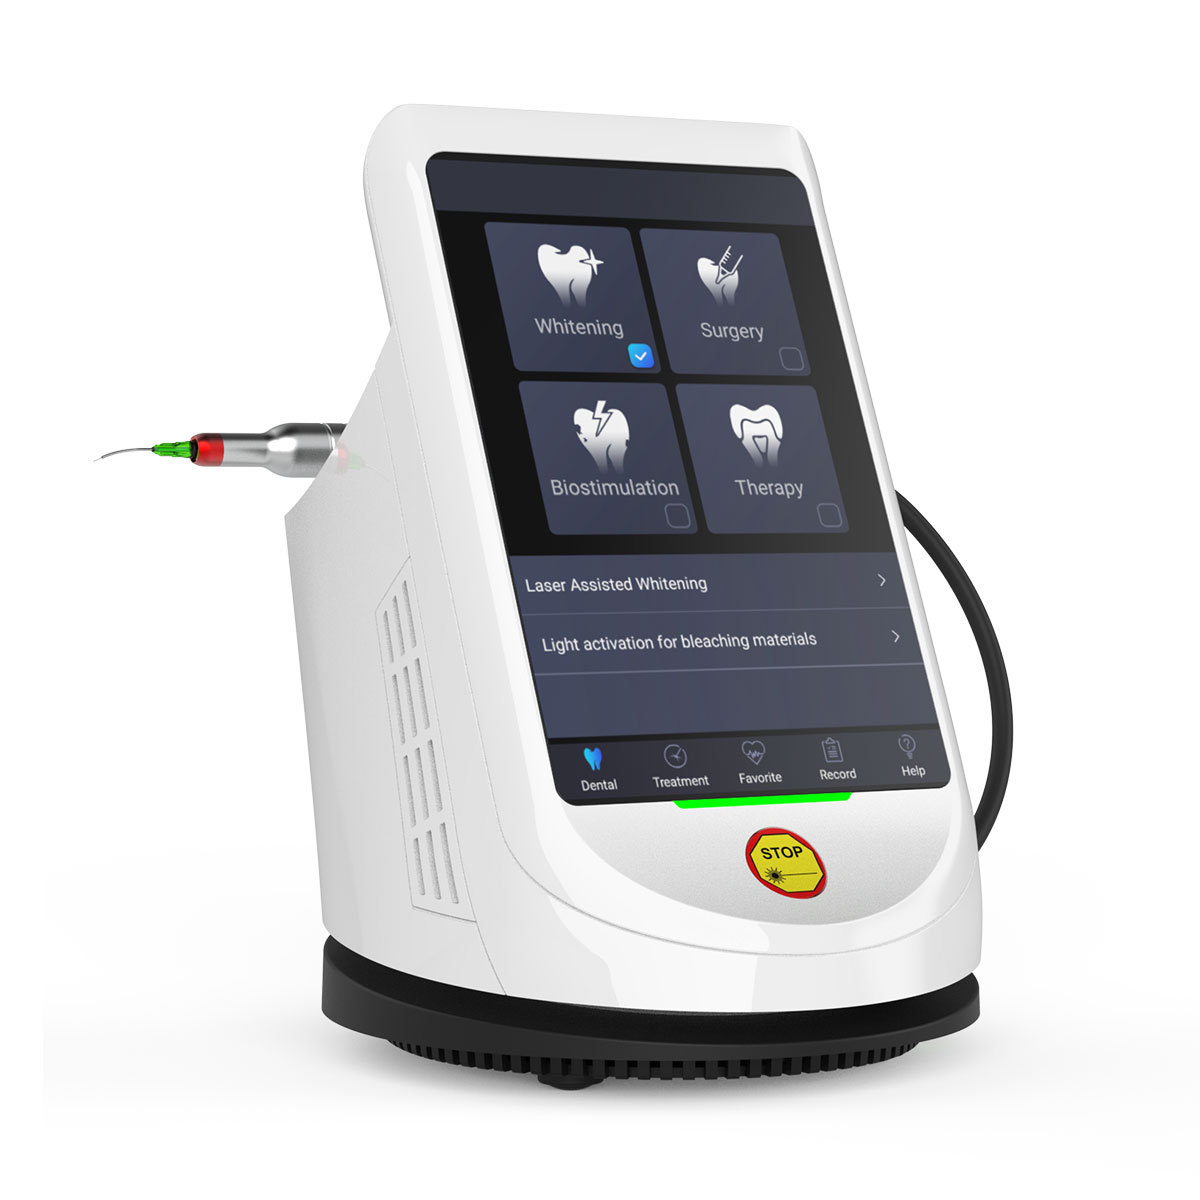 Whitening
Surgery
Biostimulation
Therapy
Laser Assisted Whitening
Light activation for bleaching materials
Dental
Treatment
Favorite
Record
Help
STOP